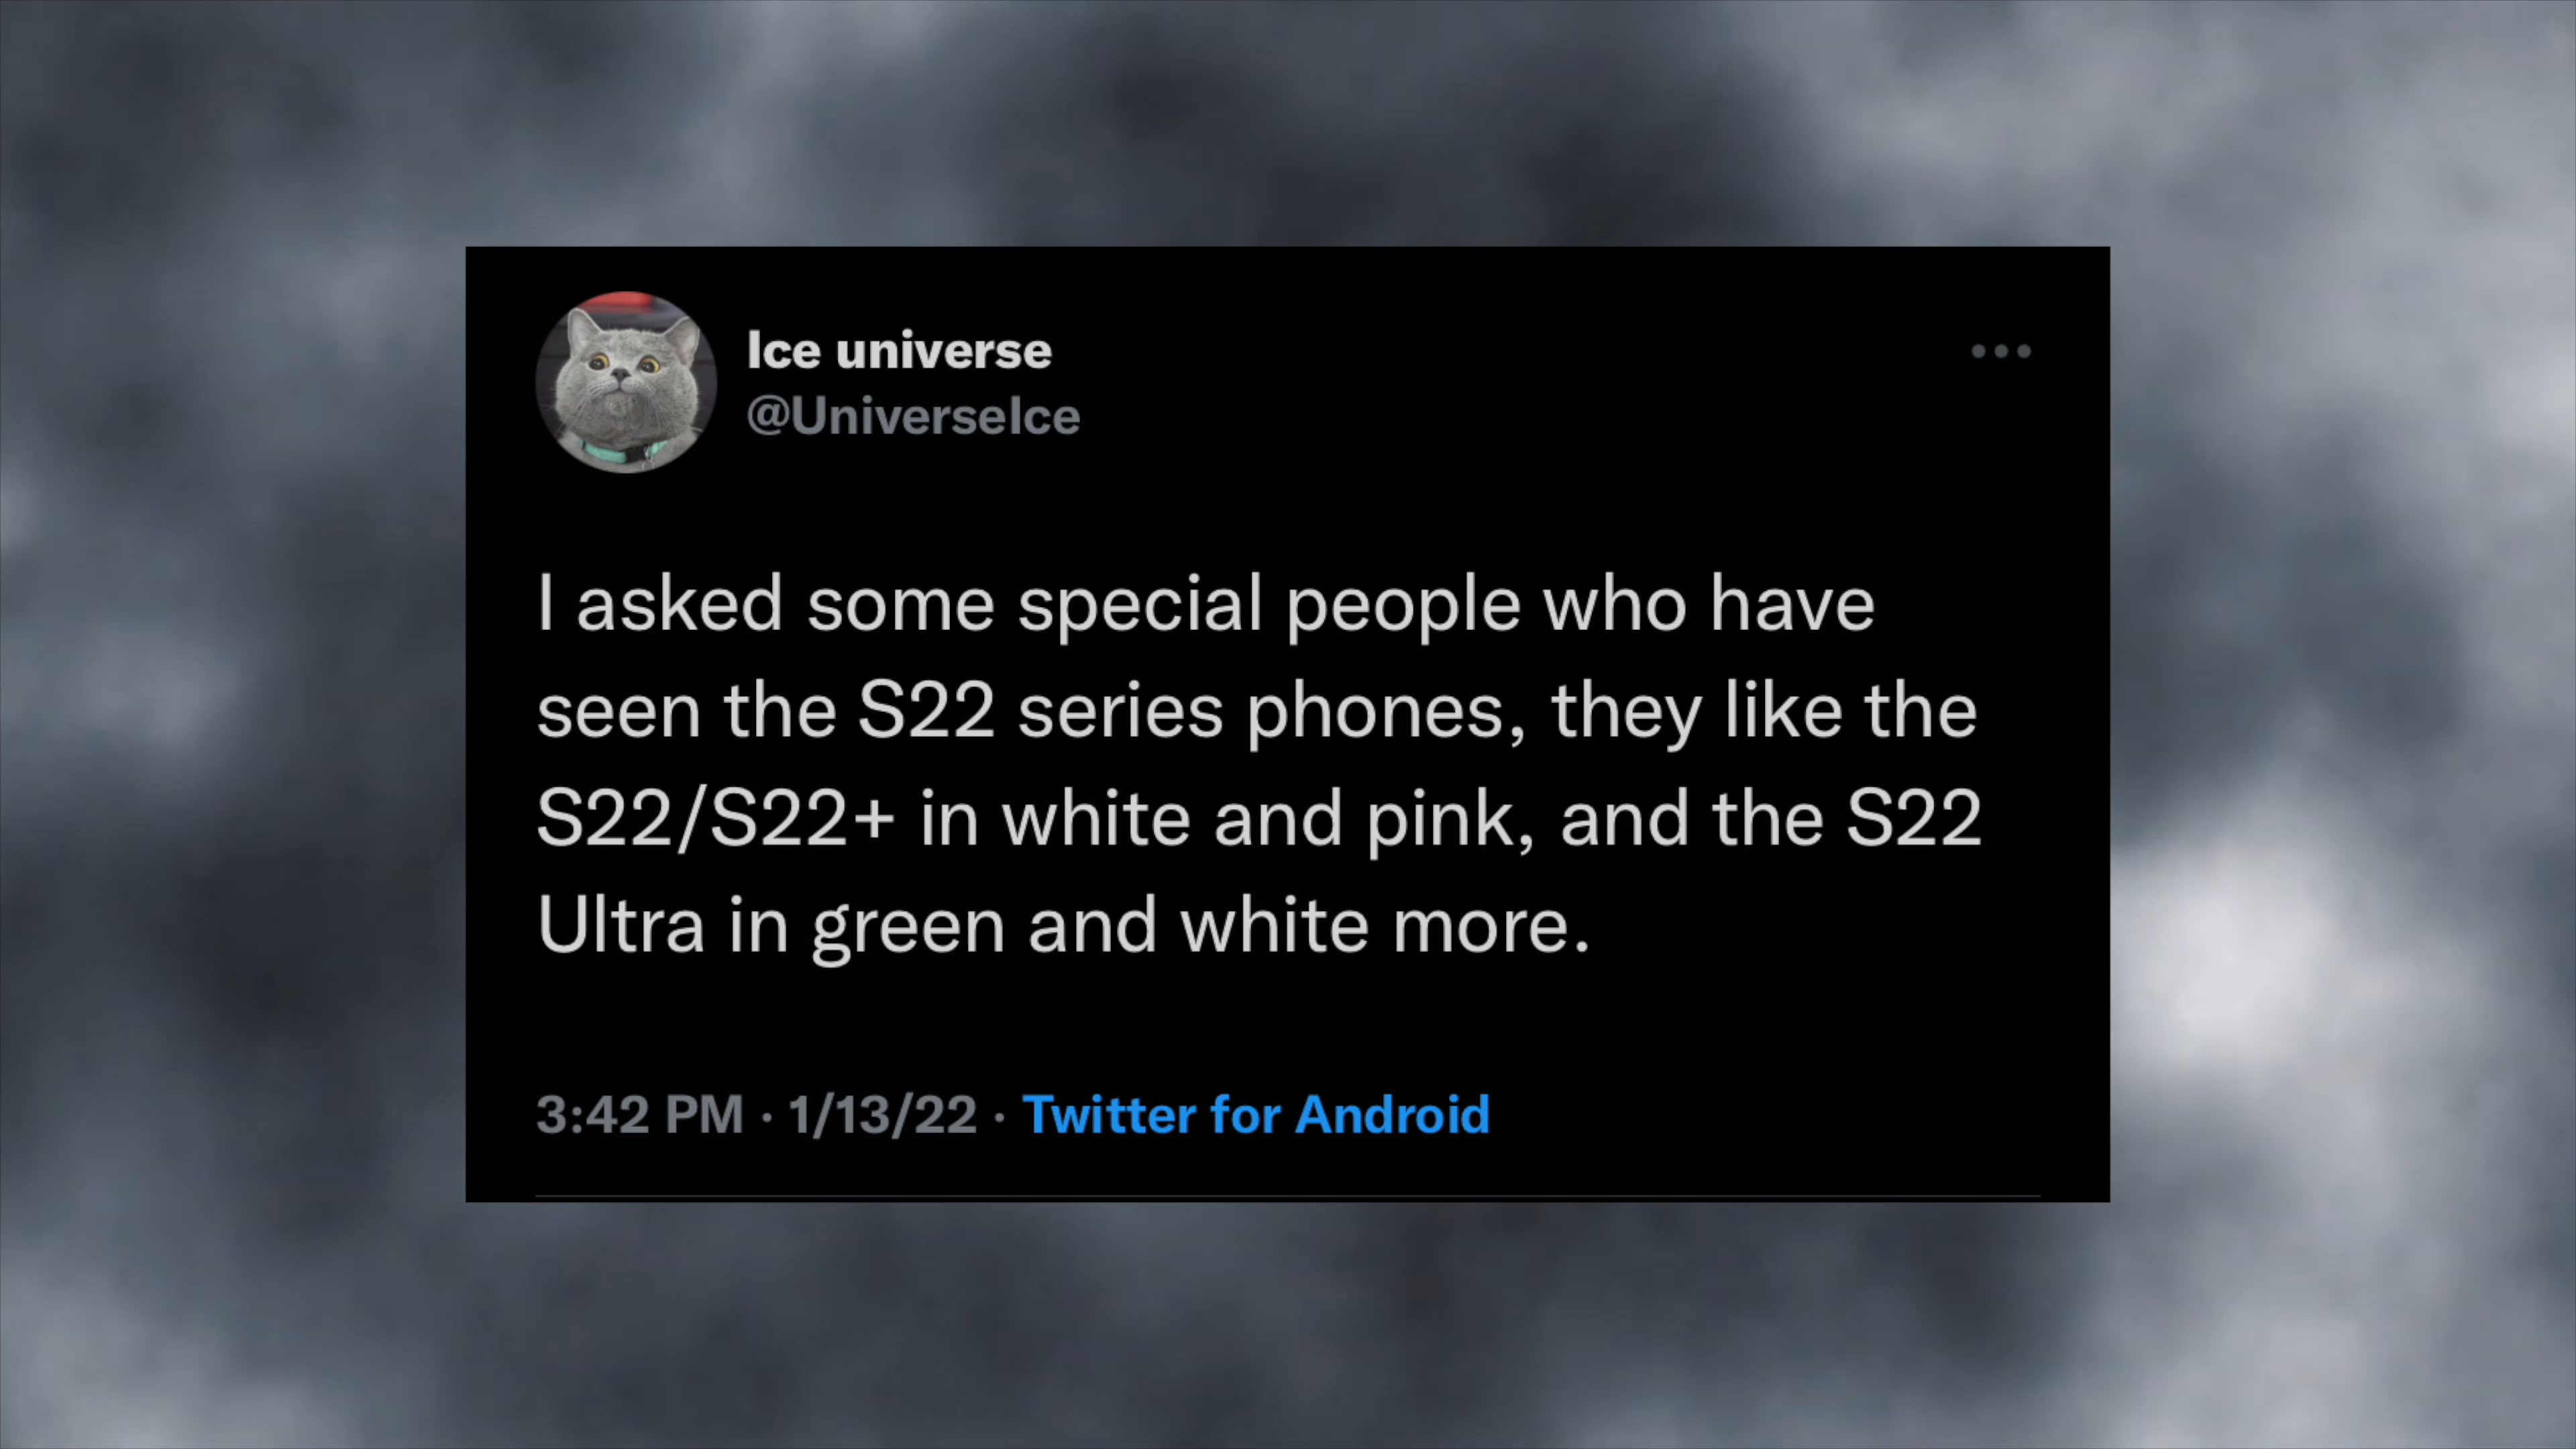 Ice universe
@UniverseIce
I asked some special people who have
seen the S22 series phones, they like the
S22/S22+ in white and pink, and the S22
Ultra in green and white more.
3:42 PM · 1/13/22 · Twitter for Android